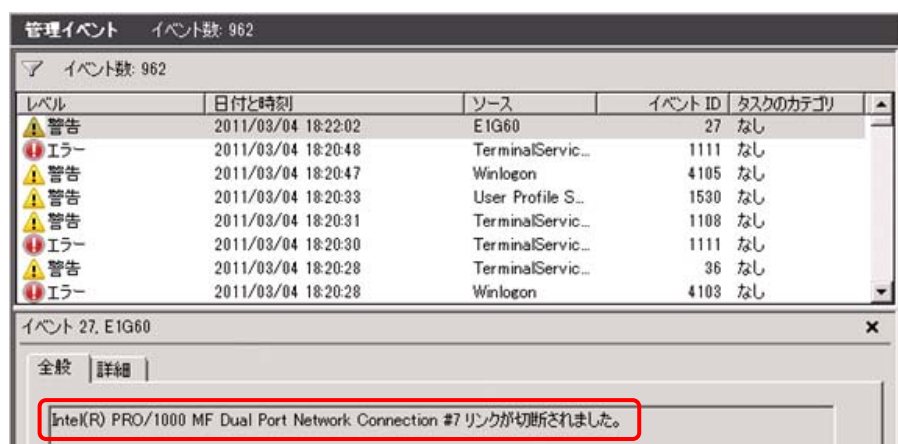 管理イベント イベント数: 962
イベント数: 962
レベル 日付と時刻 ソース イベント ID タスクのカテゴリ
警告 2011/03/04 18:22:02 E1G60 27 なし
エラー 2011/03/04 18:20:48 TerminalServic... 1111 なし
警告 2011/03/04 18:20:47 Winlogon 4105 なし
警告 2011/03/04 18:20:33 User Profile S... 1530 なし
警告 2011/03/04 18:20:31 TerminalServic... 1108 なし
エラー 2011/03/04 18:20:30 TerminalServic... 1111 なし
警告 2011/03/04 18:20:28 TerminalServic... 36 なし
エラー 2011/03/04 18:20:28 Winlogon 4103 なし
イベント 27, E1G60
全般 詳細
Intel(R) PRO/1000 MF Dual Port Network Connection #7 リンクが切断されました。